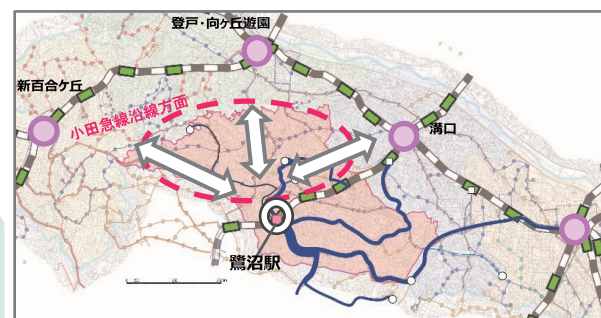 登戸・向ヶ丘遊園
新百合ケ丘
小田急線沿線方面
溝口
鷺沼駅